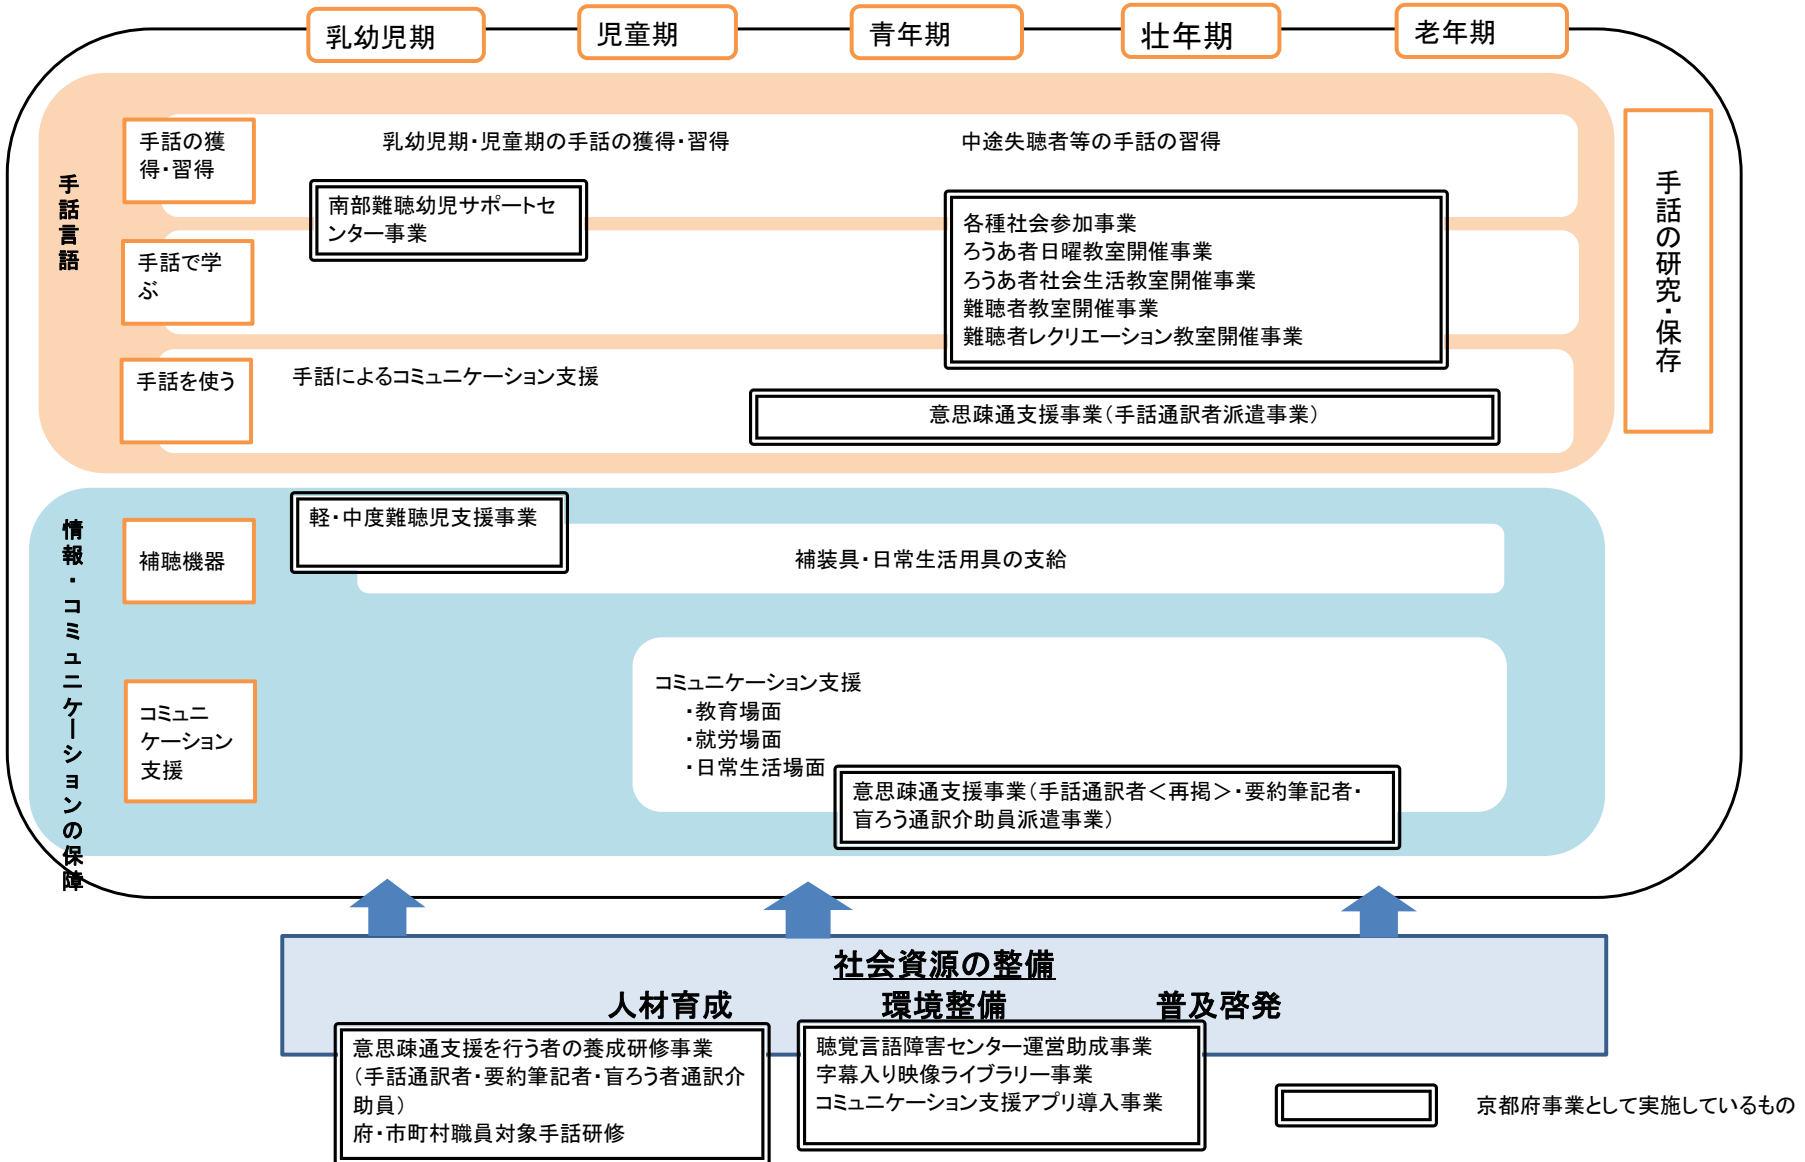 乳幼児期
児童期
青年期
壮年期
老年期
手話言語
手話の獲
得・習得
乳幼児期・児童期の手話の獲得・習得
中途失聴者等の手話の習得
南部難聴幼児サポートセ
ンター事業
手話で学
ぶ
各種社会参加事業
ろうあ者日曜教室開催事業
ろうあ者社会生活教室開催事業
難聴者教室開催事業
難聴者レクリエーション教室開催事業
手話を使う
手話によるコミュニケーション支援
意思疎通支援事業(手話通訳者派遣事業)
手話の研究・保存
情報・コミュニケーションの保障
補聴機器
軽・中度難聴児支援事業
補装具・日常生活用具の支給
コミュニ
ケーション
支援
コミュニケーション支援
・教育場面
・就労場面
・日常生活場面
意思疎通支援事業(手話通訳者<再掲>・要約筆記者・
盲ろう通訳介助員派遣事業)
社会資源の整備
人材育成
環境整備
普及啓発
意思疎通支援を行う者の養成研修事業
(手話通訳者・要約筆記者・盲ろう者通訳介
助員)
府・市町村職員対象手話研修
聴覚言語障害センター運営助成事業
字幕入り映像ライブラリー事業
コミュニケーション支援アプリ導入事業
京都府事業として実施しているもの